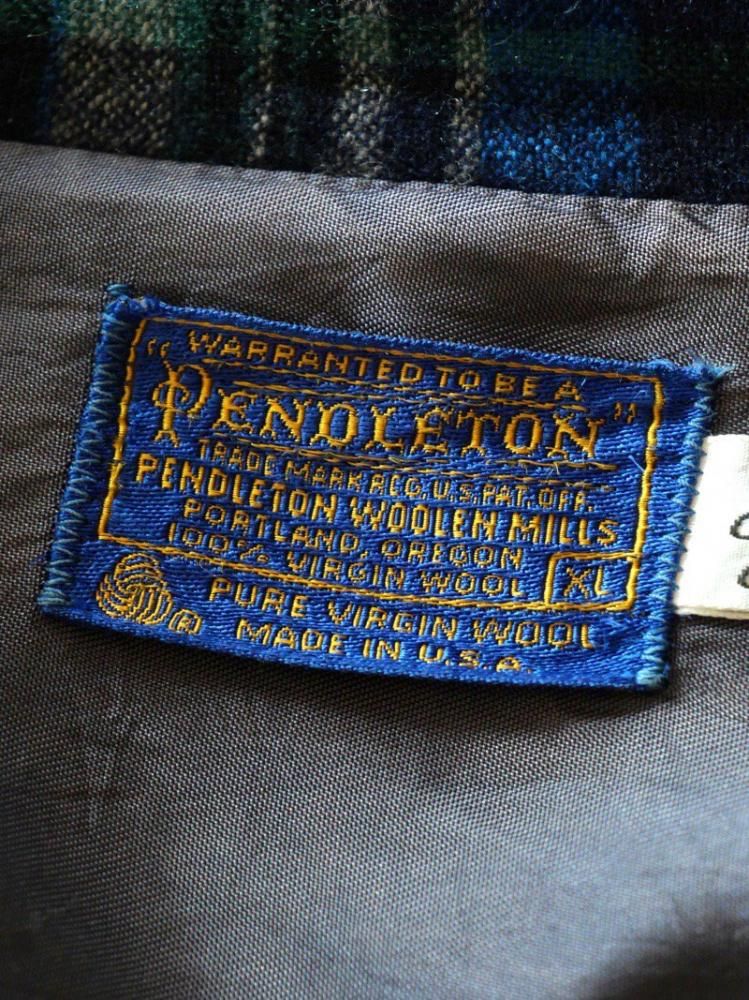 WARRANTED TO BE A
"PENDLETON"
TRADE MARK REG. U.S. PAT. OFF.
PENDLETON WOOLEN MILLS
PORTLAND, OREGON
100% VIRGIN WOOL XL
PURE VIRGIN WOOL
® MADE IN U.S.A.